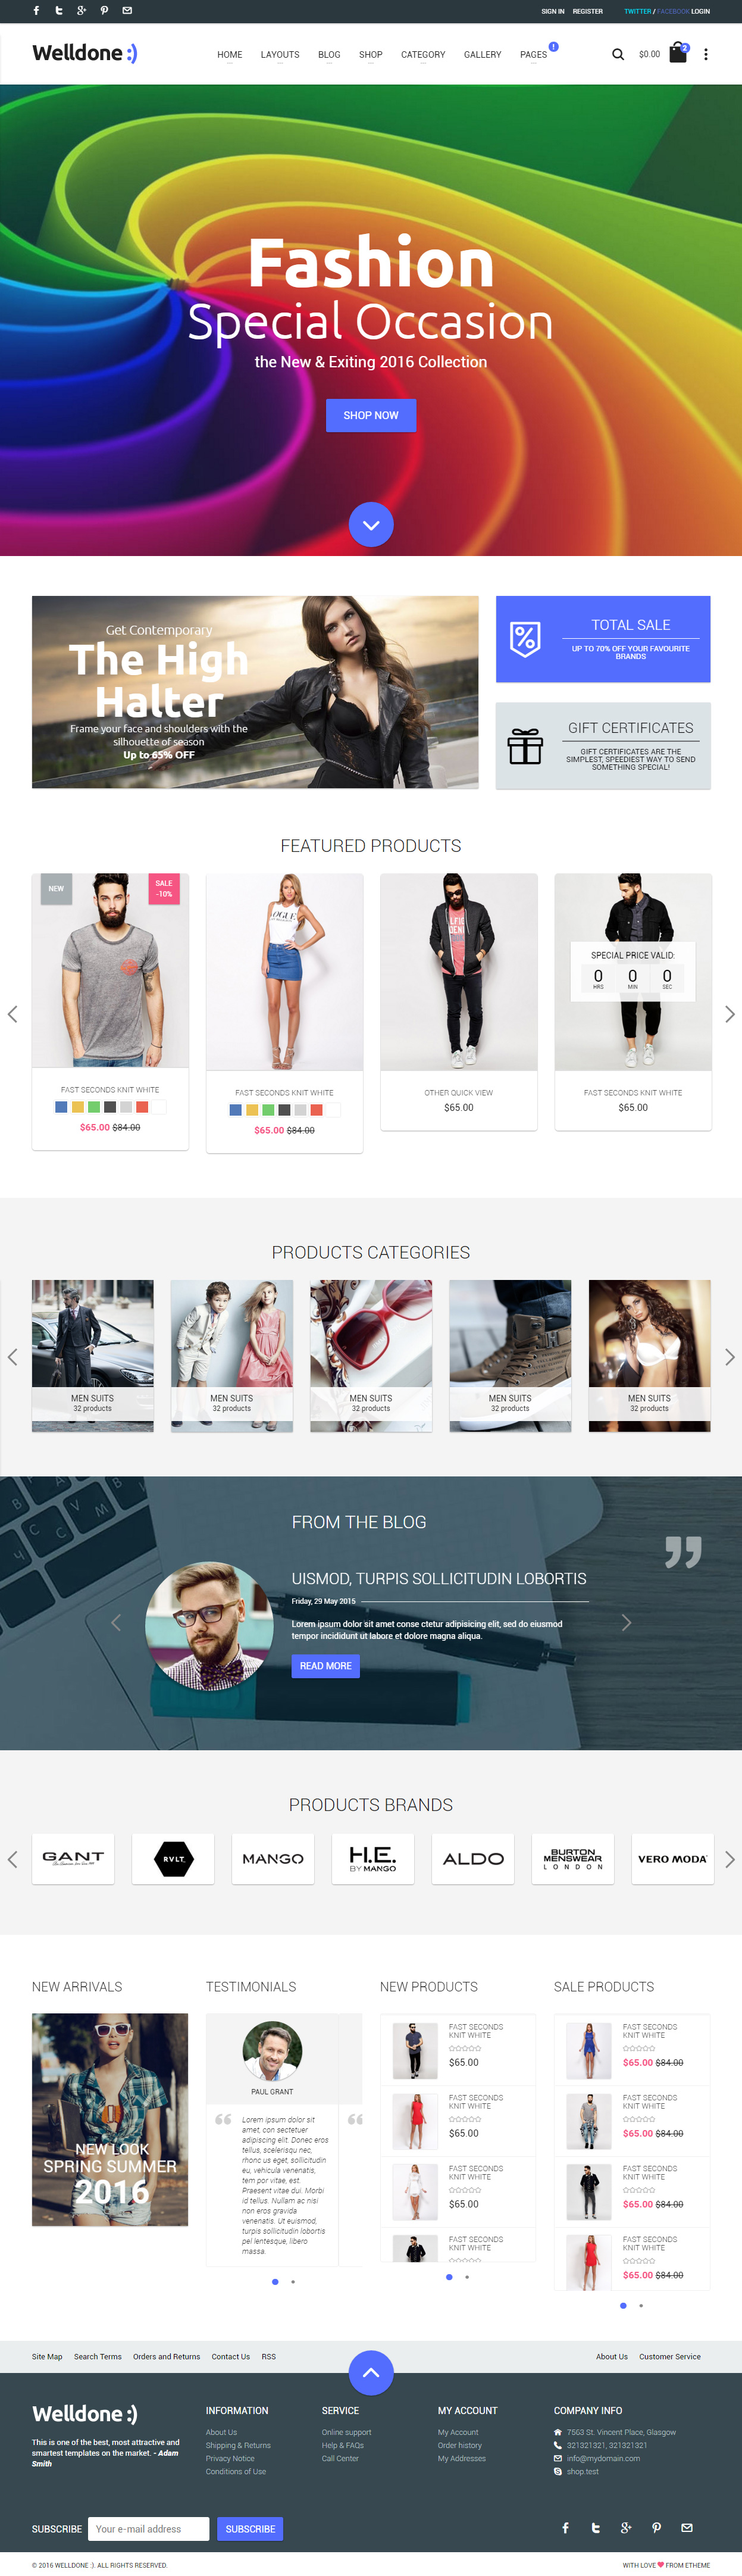 SIGN IN REGISTER TWITTER / FACEBOOK LOGIN
Welldone :)
HOME LAYOUTS BLOG SHOP CATEGORY GALLERY PAGES !
$0.00 2
Fashion
Special Occasion
the New & Exiting 2016 Collection
SHOP NOW
Get Contemporary
The High
Halter
Frame your face and shoulders with the
silhouette of season
Up to 65% OFF
TOTAL SALE
UP TO 70% OFF YOUR FAVOURITE
BRANDS
GIFT CERTIFICATES
GIFT CERTIFICATES ARE THE
SIMPLEST, SPEEDIEST WAY TO SEND
SOMETHING SPECIAL!
FEATURED PRODUCTS
NEW
SALE
-10%
FAST SECONDS KNIT WHITE
$65.00 $84.00
FAST SECONDS KNIT WHITE
$65.00 $84.00
OTHER QUICK VIEW
$65.00
SPECIAL PRICE VALID:
0 0 0
HRS MIN SEC
FAST SECONDS KNIT WHITE
$65.00
PRODUCTS CATEGORIES
MEN SUITS
32 products
MEN SUITS
32 products
MEN SUITS
32 products
MEN SUITS
32 products
MEN SUITS
32 products
FROM THE BLOG
UISMOD, TURPIS SOLLICITUDIN LOBORTIS
Friday, 29 May 2015
Lorem ipsum dolor sit amet conse ctetur adipisicing elit, sed do eiusmod
tempor incididunt ut labore et dolore magna aliqua.
READ MORE
PRODUCTS BRANDS
GANT
RVLT
MANGO
H.E.
BY MANGO
ALDO
BURTON
MENSWEAR
LONDON
VERO MODA
NEW ARRIVALS
NEW LOOK
SPRING SUMMER
2016
TESTIMONIALS
PAUL GRANT
Lorem ipsum dolor sit
amet, con sectetuer
adipiscing elit. Donec eros
tellus, scelerisqu nec,
rhonc us eget, sollicitudin
eu, vehicula venenatis,
tem por vitae, est.
Praesent vitae dui. Morbi
id tellus. Nullam ac nisi
non eros gravida
venenatis. Ut euismod,
turpis sollicitudin lobortis
pel lentesque, libero
massa.
NEW PRODUCTS
FAST SECONDS
KNIT WHITE
$65.00
FAST SECONDS
KNIT WHITE
$65.00
FAST SECONDS
KNIT WHITE
$65.00
FAST SECONDS
KNIT WHITE
SALE PRODUCTS
FAST SECONDS
KNIT WHITE
$65.00 $84.00
FAST SECONDS
KNIT WHITE
$65.00 $84.00
FAST SECONDS
KNIT WHITE
$65.00 $84.00
FAST SECONDS
KNIT WHITE
$65.00 $84.00
Site Map Search Terms Orders and Returns Contact Us RSS
About Us Customer Service
Welldone :)
This is one of the best, most attractive and
smartest templates on the market. - Adam
Smith
INFORMATION
About Us
Shipping & Returns
Privacy Notice
Conditions of Use
SERVICE
Online support
Help & FAQs
Call Center
MY ACCOUNT
My Account
Order history
My Addresses
COMPANY INFO
7563 St. Vincent Place, Glasgow
321321321, 321321321
info@mydomain.com
shop.test
SUBSCRIBE Your e-mail address SUBSCRIBE
© 2016 WELLDONE :). ALL RIGHTS RESERVED.
WITH LOVE ❤ FROM ETHEME